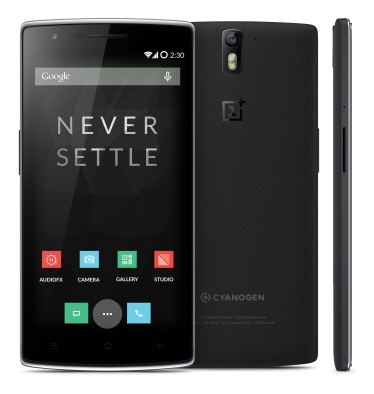 2:30
Google
NEVER
SETTLE
AUDIOFX
CAMERA
GALLERY
STUDIO
CYANOGEN